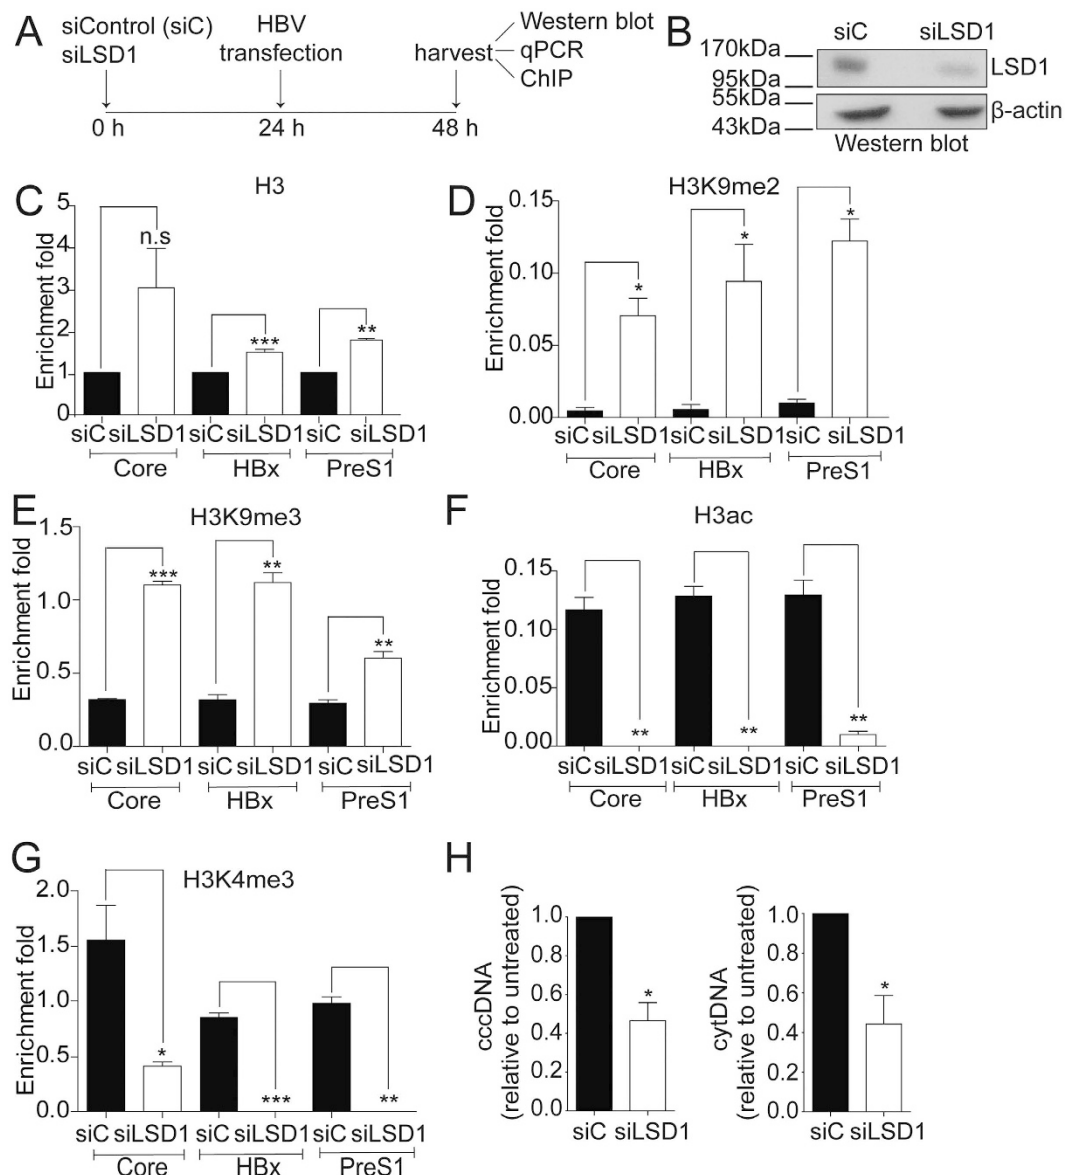 A
siControl (siC)
siLSD1
HBV
transfection
harvest
Western blot
qPCR
ChIP
0 h
24 h
48 h
B
siC siLSD1
170kDa
95kDa
55kDa
43kDa
LSD1
β-actin
Western blot
C
H3
Enrichment fold
5
4
3
2
1
0
n.s
***
**
siC siLSD1 siC siLSD1 siC siLSD1
Core HBx PreS1
D
H3K9me2
Enrichment fold
0.15
0.10
0.05
0.00
*
*
*
siC siLSD1 siC siLSD1 siC siLSD1
Core HBx PreS1
E
H3K9me3
Enrichment fold
1.5
1.0
0.5
0.0
***
**
**
siC siLSD1 siC siLSD1 siC siLSD1
Core HBx PreS1
F
H3ac
Enrichment fold
0.15
0.10
0.05
0.00
**
**
**
siC siLSD1 siC siLSD1 siC siLSD1
Core HBx PreS1
G
H3K4me3
Enrichment fold
2.0
1.5
1.0
0.5
0.0
*
***
**
siC siLSD1 siC siLSD1 siC siLSD1
Core HBx PreS1
H
cccDNA
(relative to untreated)
1.0
0.8
0.6
0.4
0.2
0.0
*
siC siLSD1
cytDNA
(relative to untreated)
1.0
0.8
0.6
0.4
0.2
0.0
*
siC siLSD1